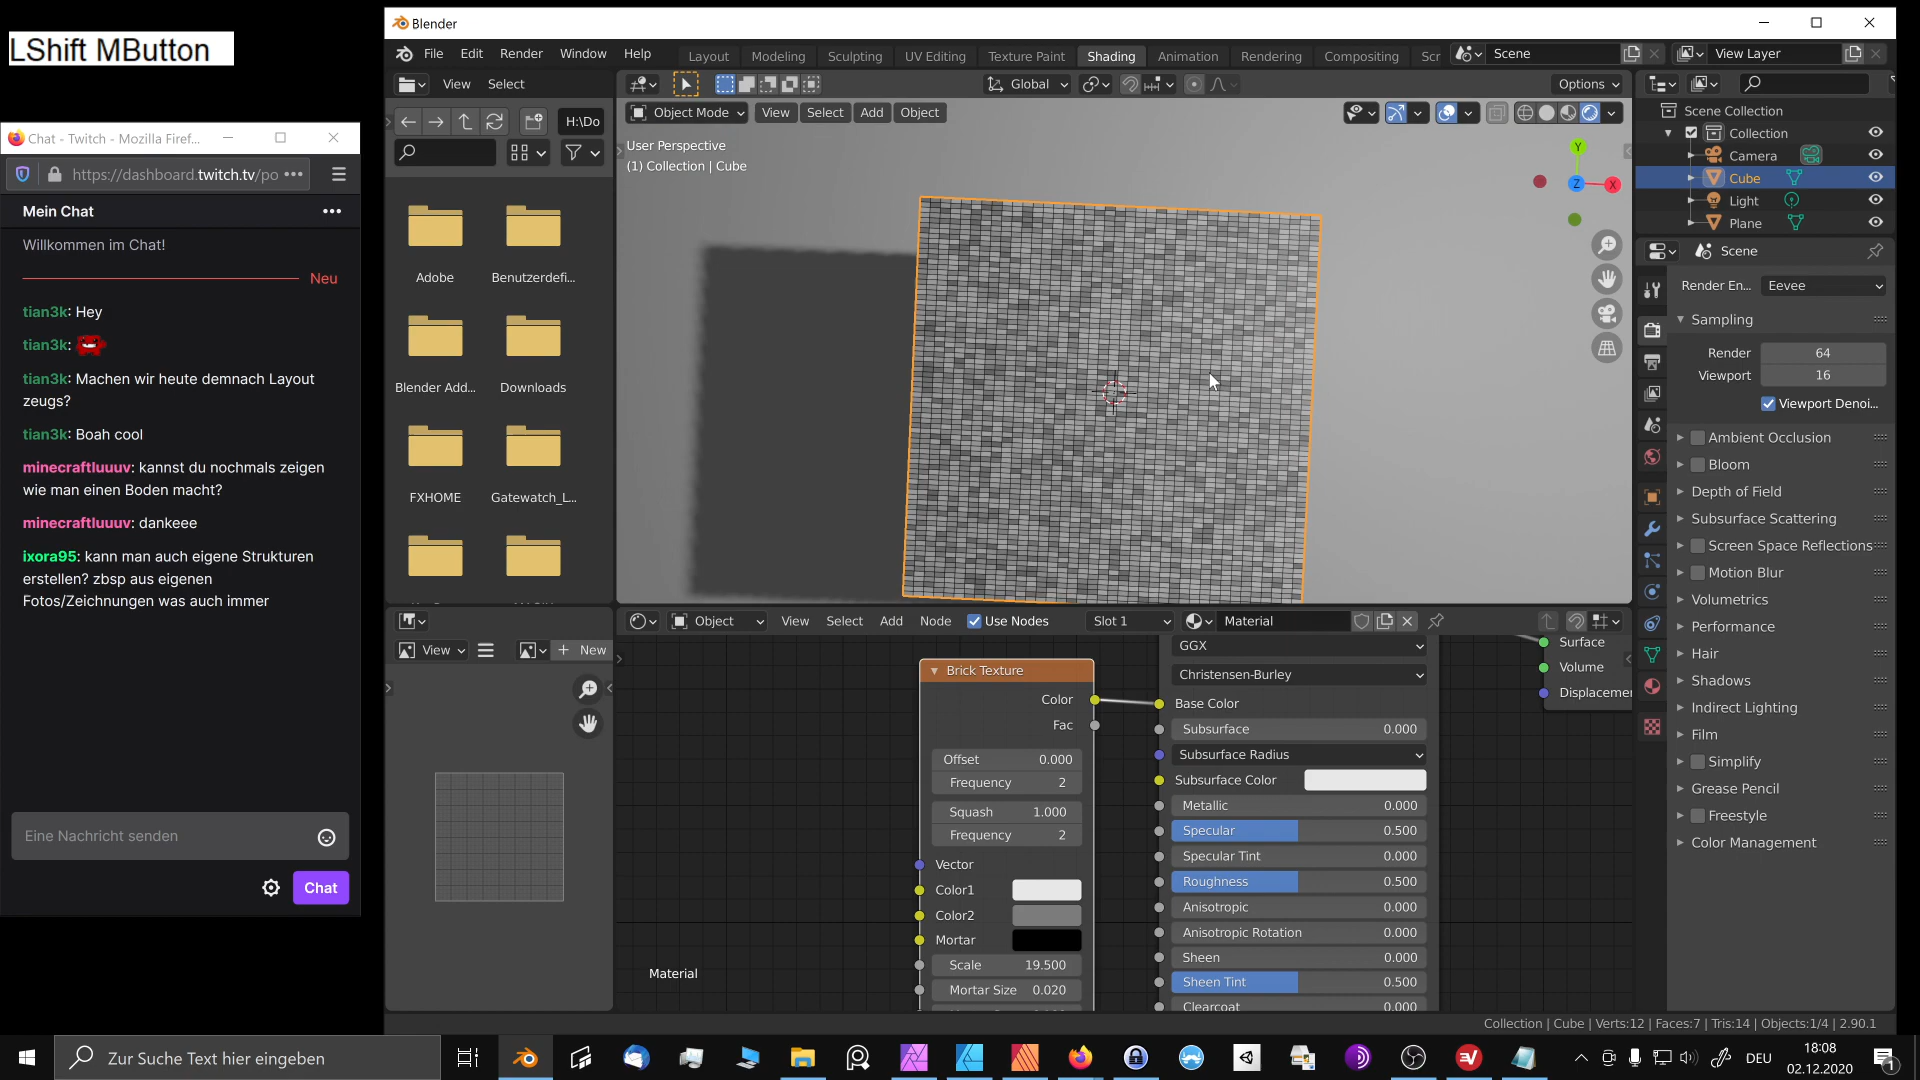 LShift MButton
Chat - Twitch - Mozilla Firef...
https://dashboard.twitch.tv/po
Mein Chat
Willkommen im Chat!
Neu
tian3k: Hey
tian3k:
tian3k: Machen wir heute demnach Layout
zeugs?
tian3k: Boah cool
minecraftluuuv: kannst du nochmals zeigen
wie man einen Boden macht?
minecraftluuuv: dankeee
ixora95: kann man auch eigene Strukturen
erstellen? zbsp aus eigenen
Fotos/Zeichnungen was auch immer
Eine Nachricht senden
Chat
Blender
File Edit Render Window Help
Layout Modeling Sculpting UV Editing Texture Paint Shading Animation Rendering Compositing Scr
Scene
View Layer
View Select
H:\Do
Adobe
Benutzerdefi...
Blender Add...
Downloads
FXHOME
Gatewatch_L...
Global
Options
Object Mode View Select Add Object
User Perspective
(1) Collection | Cube
Y
Z
X
Scene Collection
Collection
Camera
Cube
Light
Plane
Scene
Render En... Eevee
Sampling
Render 64
Viewport 16
Viewport Denoi...
Ambient Occlusion
Bloom
Depth of Field
Subsurface Scattering
Screen Space Reflections
Motion Blur
Volumetrics
Performance
Hair
Shadows
Indirect Lighting
Film
Simplify
Grease Pencil
Freestyle
Color Management
View
New
Object View Select Add Node Use Nodes Slot 1 Material
Brick Texture
Color
Fac
Offset 0.000
Frequency 2
Squash 1.000
Frequency 2
Vector
Color1
Color2
Mortar
Scale 19.500
Mortar Size 0.020
Material
GGX
Christensen-Burley
Base Color
Subsurface 0.000
Subsurface Radius
Subsurface Color
Metallic 0.000
Specular 0.500
Specular Tint 0.000
Roughness 0.500
Anisotropic 0.000
Anisotropic Rotation 0.000
Sheen 0.000
Sheen Tint 0.500
Clearcoat 0.000
Surface
Volume
Displacemen
Collection | Cube | Verts:12 | Faces:7 | Tris:14 | Objects:1/4 | 2.90.1
Zur Suche Text hier eingeben
DEU
18:08
02.12.2020
1